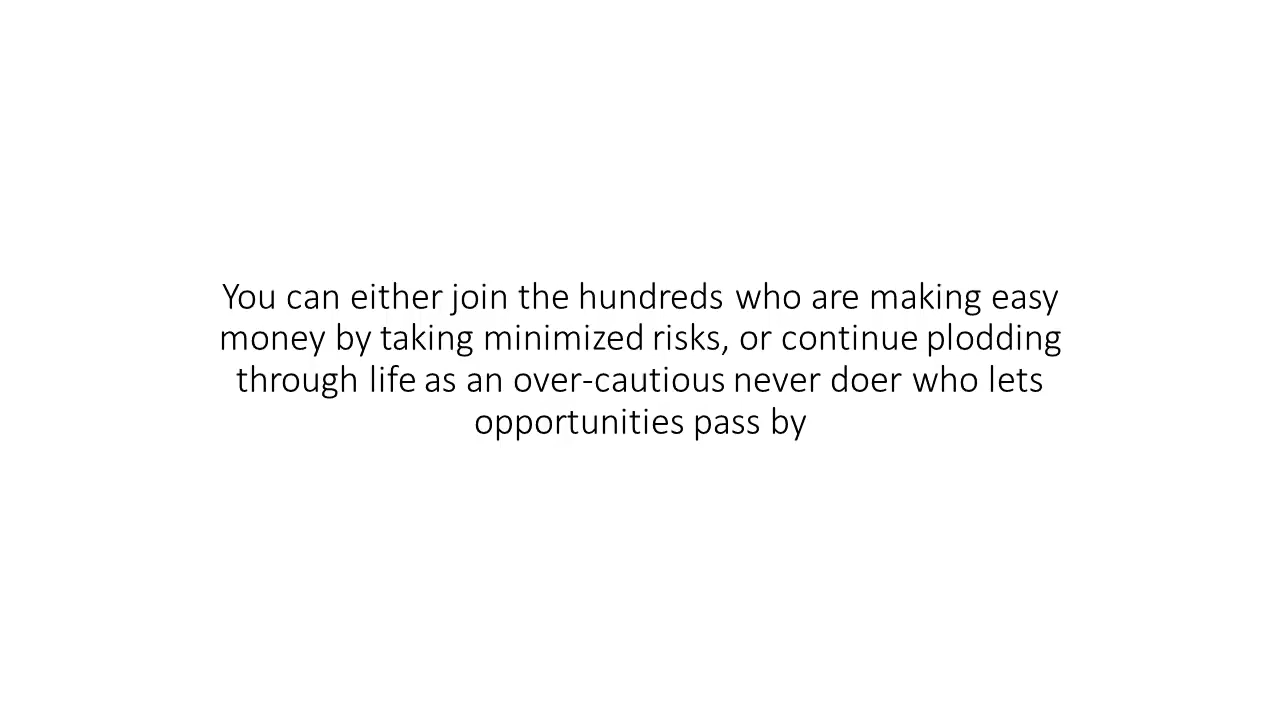 You can either join the hundreds who are making easy
money by taking minimized risks, or continue plodding
through life as an over-cautious never doer who lets
opportunities pass by